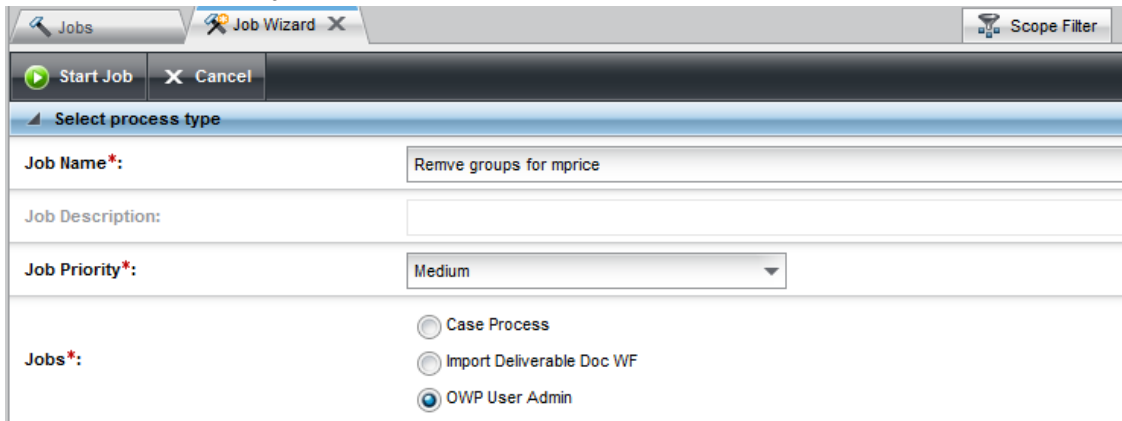 Jobs
Job Wizard X
Scope Filter
Start Job X Cancel
Select process type
Job Name*: Remve groups for mprice
Job Description:
Job Priority*: Medium
Case Process
Jobs*: Import Deliverable Doc WF
OWP User Admin